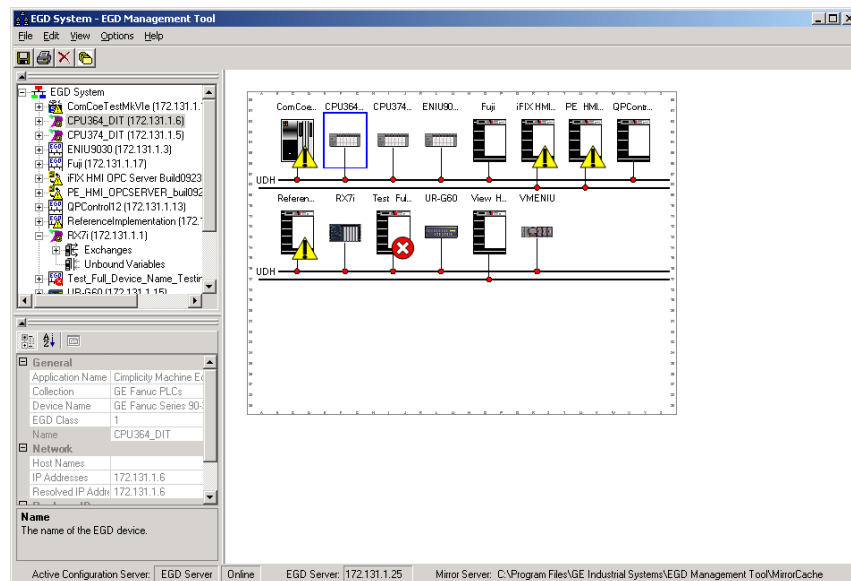 EGD System - EGD Management Tool
File Edit View Options Help
EGD System
ComCoeTestMkVIe (172.131.1.
CPU364_DIT (172.131.1.6)
CPU374_DIT (172.131.1.5)
ENIU9030 (172.131.1.3)
Fuji (172.131.1.17)
iFIX HMI OPC Server Build0923
PE_HMI_OPCSERVER_buil092
QPControl12 (172.131.1.13)
ReferenceImplementation (172.
RX7i (172.131.1.1)
Exchanges
Unbound Variables
Test_Full_Device_Name_Testir
UR-G60 (172.131.1.15)
General
Application Name Cimplicity Machine Ed
Collection GE Fanuc PLCs
Device Name GE Fanuc Series 90-
EGD Class 1
Name CPU364_DIT
Network
Host Names
IP Addresses 172.131.1.6
Resolved IP Addre 172.131.1.6
Name
The name of the EGD device.
ComCoe... CPU364... CPU374... ENIU90... Fuji iFIX HMI... PE_HMI... QPContr...
UDH
Referen... RX7i Test_Ful... UR-G60 View H... VMENIU
UDH
Active Configuration Server: EGD Server Online EGD Server: 172.131.1.25 Mirror Server: C:\Program Files\GE Industrial Systems\EGD Management Tool\MirrorCache